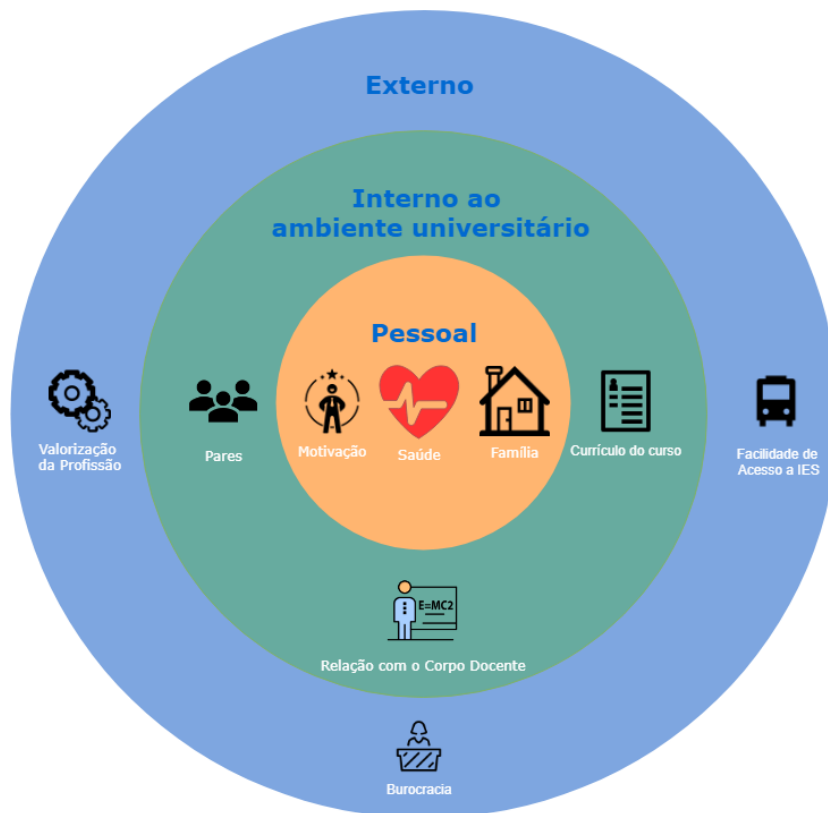 Externo
Interno ao
ambiente universitário
Pessoal
Motivação
Saúde
Família
Pares
Currículo do curso
Valorização
da Profissão
Facilidade de
Acesso a IES
E=MC2
Relação com o Corpo Docente
Burocracia